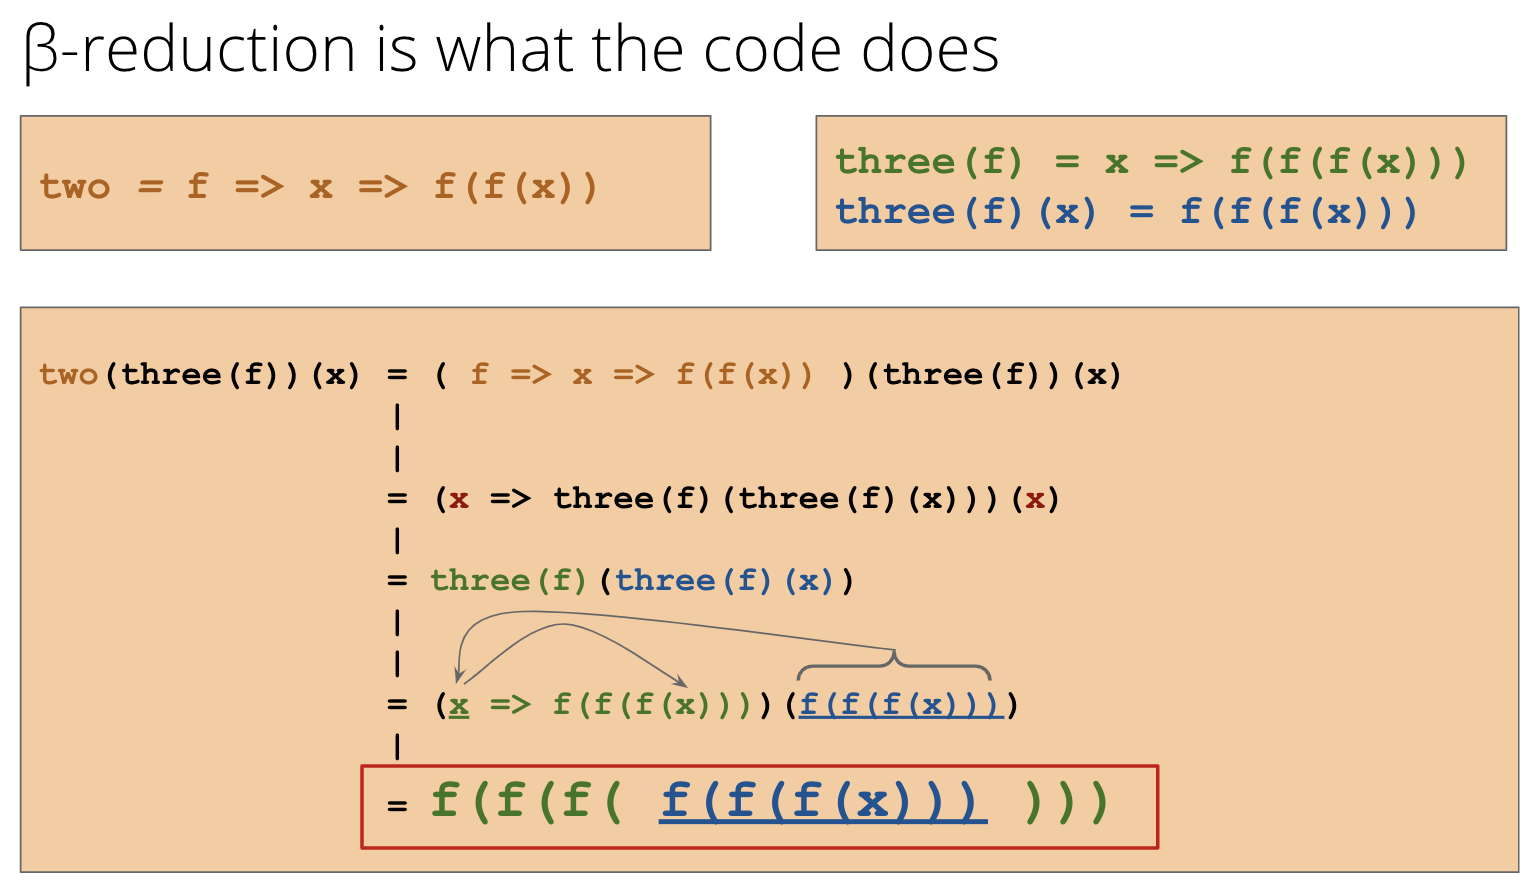 β-reduction is what the code does
two = f => x => f(f(x))
three(f) = x => f(f(f(x)))
three(f)(x) = f(f(f(x)))
two(three(f))(x) = ( f => x => f(f(x)) )(three(f))(x)
|
|
= (x => three(f)(three(f)(x)))(x)
|
= three(f)(three(f)(x))
|
|
= (x => f(f(f(x))))(f(f(f(x))))
|
= f(f(f( f(f(f(x))) )))